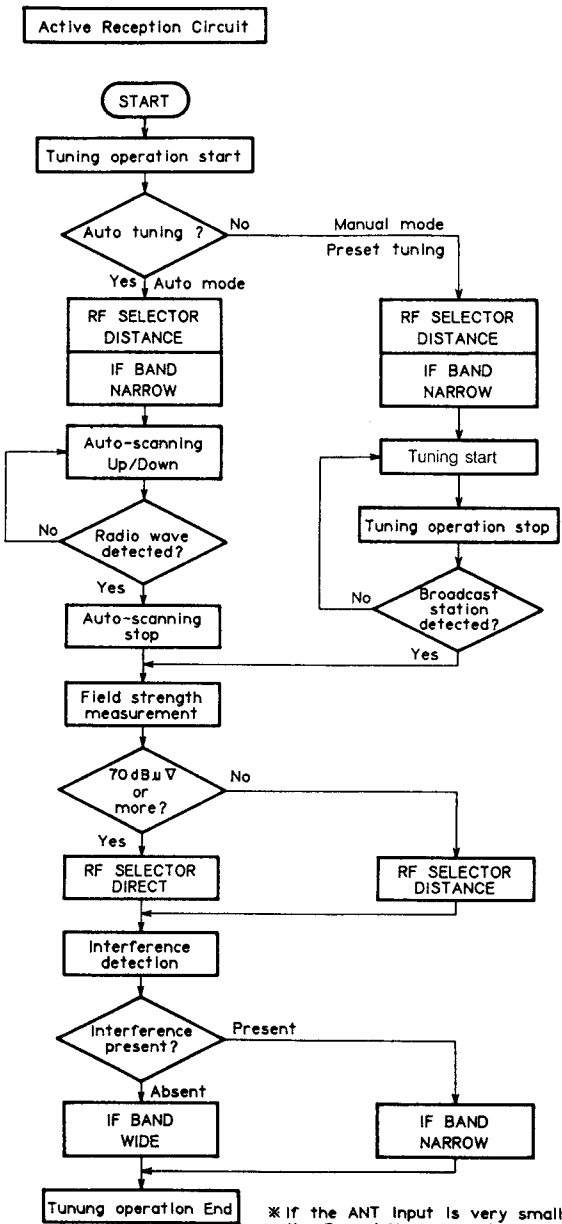 Active Reception Circuit
START
Tuning operation start
Auto tuning ?
No
Manual mode
Preset tuning
Yes
Auto mode
RF SELECTOR
DISTANCE
IF BAND
NARROW
RF SELECTOR
DISTANCE
IF BAND
NARROW
Auto-scanning
Up/Down
Tuning start
Tuning operation stop
No
Radio wave
detected?
Yes
No
Broadcast
station
detected?
Yes
Auto-scanning
stop
Field strength
measurement
70dBμV
or
more?
No
Yes
RF SELECTOR
DIRECT
RF SELECTOR
DISTANCE
Interference
detection
Interference
present?
Present
Absent
IF BAND
WIDE
IF BAND
NARROW
Tunung operation End
※ If the ANT Input is very small